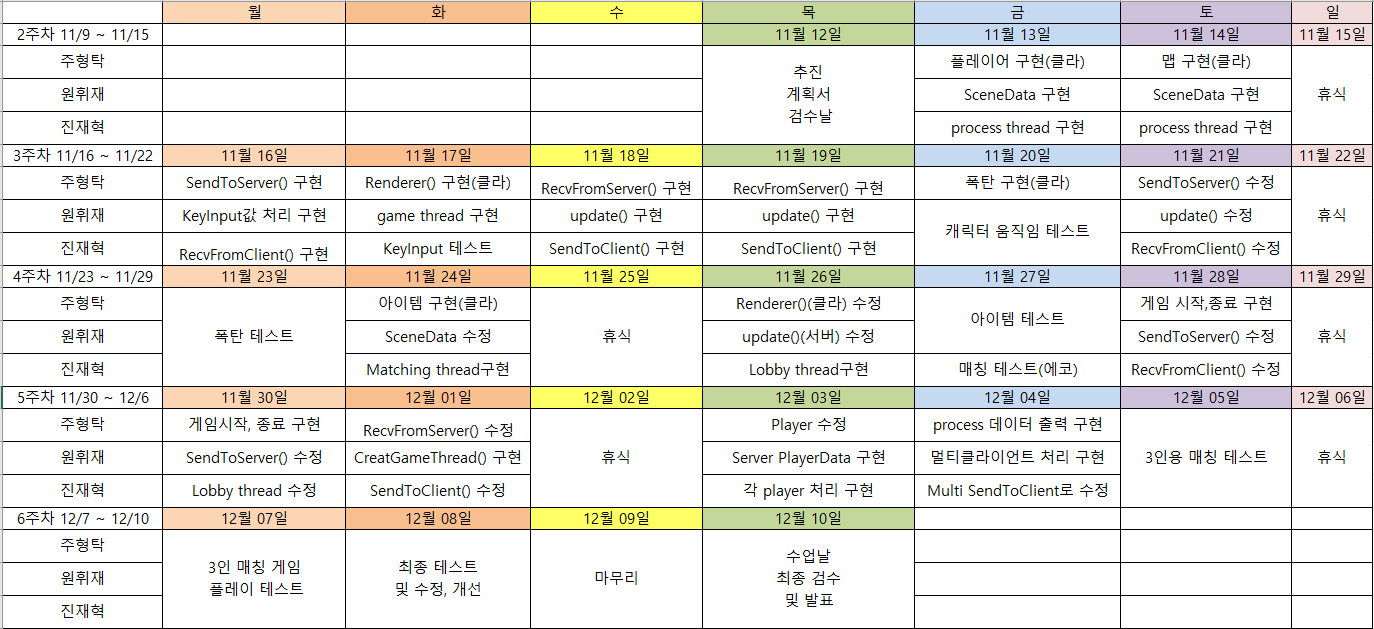 월 화 수 목 금 토 일
2주차 11/9 ~ 11/15 11월 12일 11월 13일 11월 14일 11월 15일
주형탁 추진 계획서 검수날 플레이어 구현(클라) 맵 구현(클라) 휴식
원휘재 SceneData 구현 SceneData 구현
진재혁 process thread 구현 process thread 구현
3주차 11/16 ~ 11/22 11월 16일 11월 17일 11월 18일 11월 19일 11월 20일 11월 21일 11월 22일
주형탁 SendToServer() 구현 Renderer() 구현(클라) RecvFromServer() 구현 RecvFromServer() 구현 폭탄 구현(클라) SendToServer() 수정 휴식
원휘재 KeyInput값 처리 구현 game thread 구현 update() 구현 update() 구현 캐릭터 움직임 테스트 update() 수정
진재혁 RecvFromClient() 구현 KeyInput 테스트 SendToClient() 구현 SendToClient() 구현 RecvFromClient() 수정
4주차 11/23 ~ 11/29 11월 23일 11월 24일 11월 25일 11월 26일 11월 27일 11월 28일 11월 29일
주형탁 폭탄 테스트 아이템 구현(클라) 휴식 Renderer()(클라) 수정 아이템 테스트 게임 시작,종료 구현 휴식
원휘재 SceneData 수정 update()(서버) 수정 SendToServer() 수정
진재혁 Matching thread구현 Lobby thread구현 매칭 테스트(에코) RecvFromClient() 수정
5주차 11/30 ~ 12/6 11월 30일 12월 01일 12월 02일 12월 03일 12월 04일 12월 05일 12월 06일
주형탁 게임시작, 종료 구현 RecvFromServer() 수정 휴식 Player 수정 process 데이터 출력 구현 3인용 매칭 테스트 휴식
원휘재 SendToServer() 수정 CreatGameThread() 구현 Server PlayerData 구현 멀티클라이언트 처리 구현
진재혁 Lobby thread 수정 SendToClient() 수정 각 player 처리 구현 Multi SendToClient로 수정
6주차 12/7 ~ 12/10 12월 07일 12월 08일 12월 09일 12월 10일
주형탁 3인 매칭 게임 플레이 테스트 최종 테스트 및 수정, 개선 마무리 수업날 최종 검수 및 발표
원휘재
진재혁